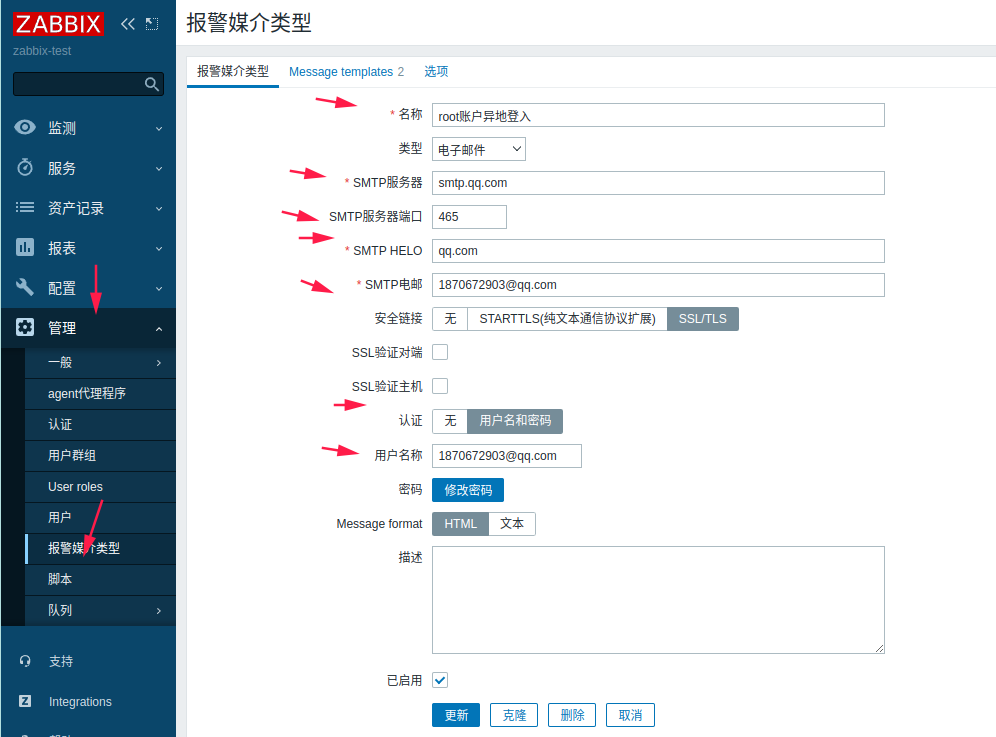 ZABBIX
zabbix-test
监测
服务
资产记录
报表
配置
管理
一般
agent代理程序
认证
用户群组
User roles
用户
报警媒介类型
脚本
队列
支持
Integrations
报警媒介类型
报警媒介类型 Message templates 2 选项
* 名称 root账户异地登入
类型 电子邮件
* SMTP服务器 smtp.qq.com
SMTP服务器端口 465
* SMTP HELO qq.com
* SMTP电邮 1870672903@qq.com
安全链接 无 STARTTLS(纯文本通信协议扩展) SSL/TLS
SSL验证对端
SSL验证主机
认证 无 用户名和密码
用户名称 1870672903@qq.com
密码 修改密码
Message format HTML 文本
描述
已启用
更新 克隆 删除 取消